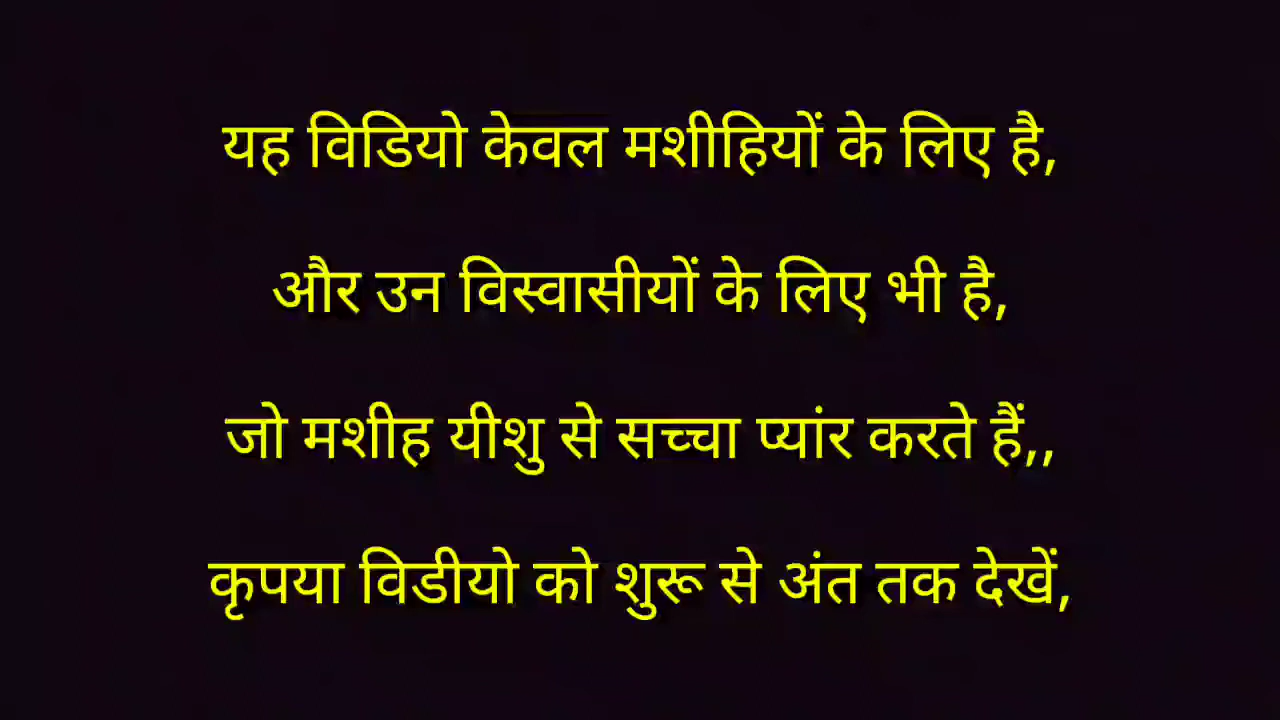 यह विडियो केवल मशीहियों के लिए है,
और उन विस्वासीयों के लिए भी है,
जो मशीह यीशु से सच्चा प्यांर करते हैं,,
कृपया विडीयो को शुरू से अंत तक देखें,